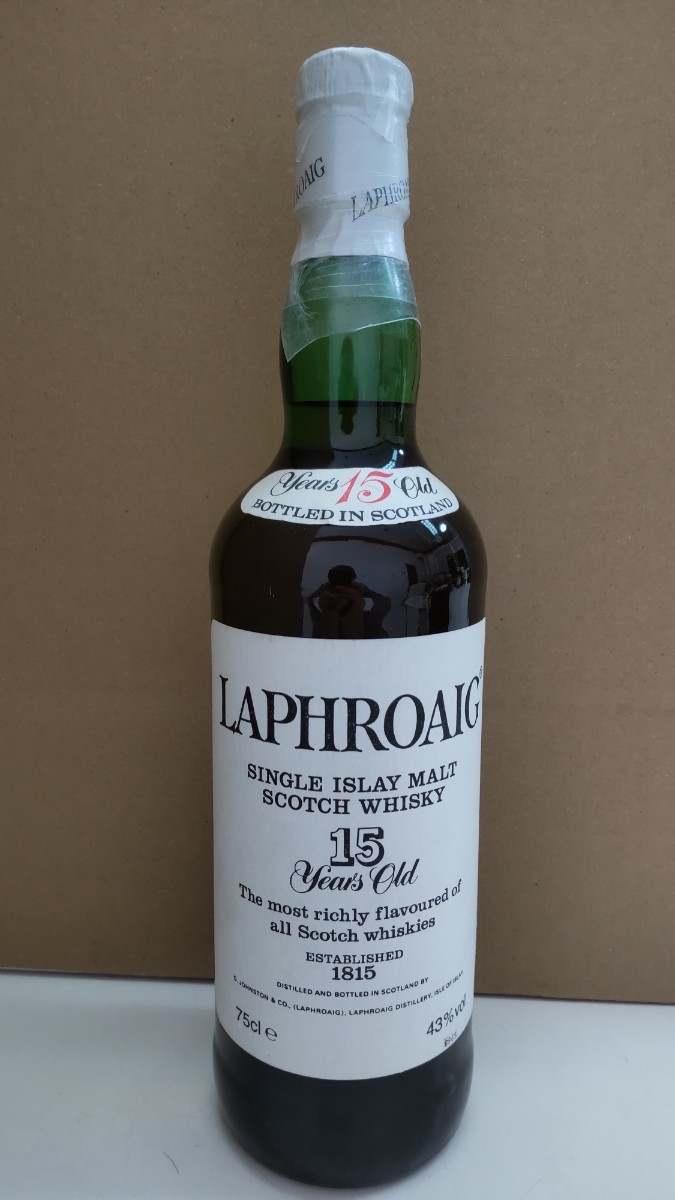 LAPHROAIG
Years 15 Old
BOTTLED IN SCOTLAND
LAPHROAIG®
SINGLE ISLAY MALT
SCOTCH WHISKY
15
Years Old
The most richly flavoured of
all Scotch whiskies
ESTABLISHED
1815
DISTILLED AND BOTTLED IN SCOTLAND BY
D. JOHNSTON & CO., (LAPHROAIG), LAPHROAIG DISTILLERY, ISLE OF ISLAY
75cl e
43%vol